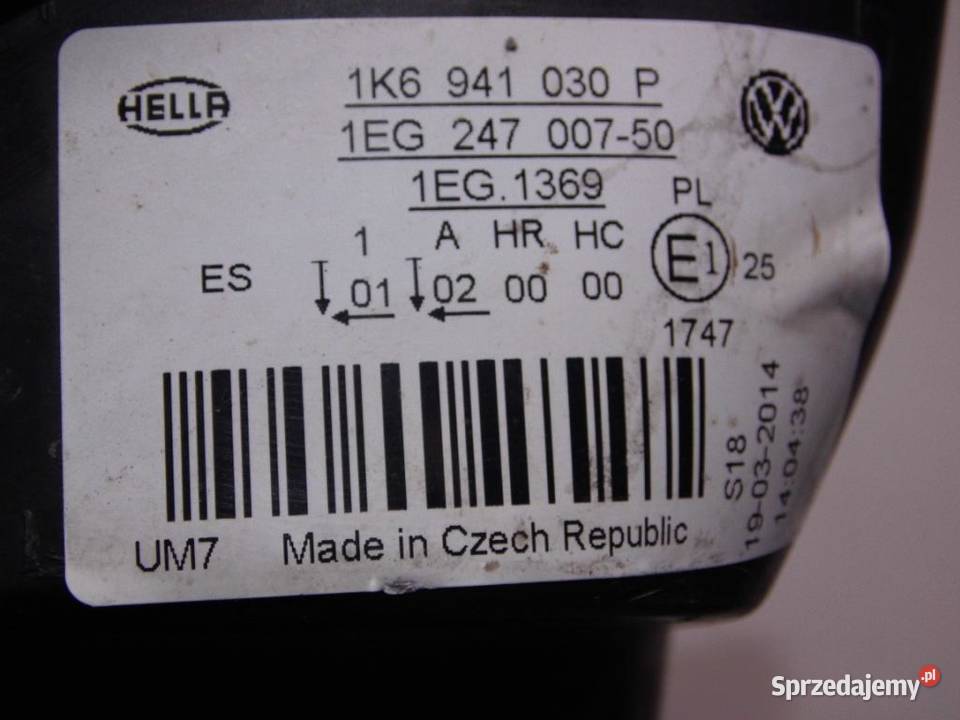 HELLA
1K6 941 030 P
1EG 247 007-50
1EG.1369
VW
PL
1 A HR HC
ES 01 02 00 00 E1 25
1747
S18
19-03-2014
14:04:38
UM7 Made in Czech Republic
Sprzedajemy.pl